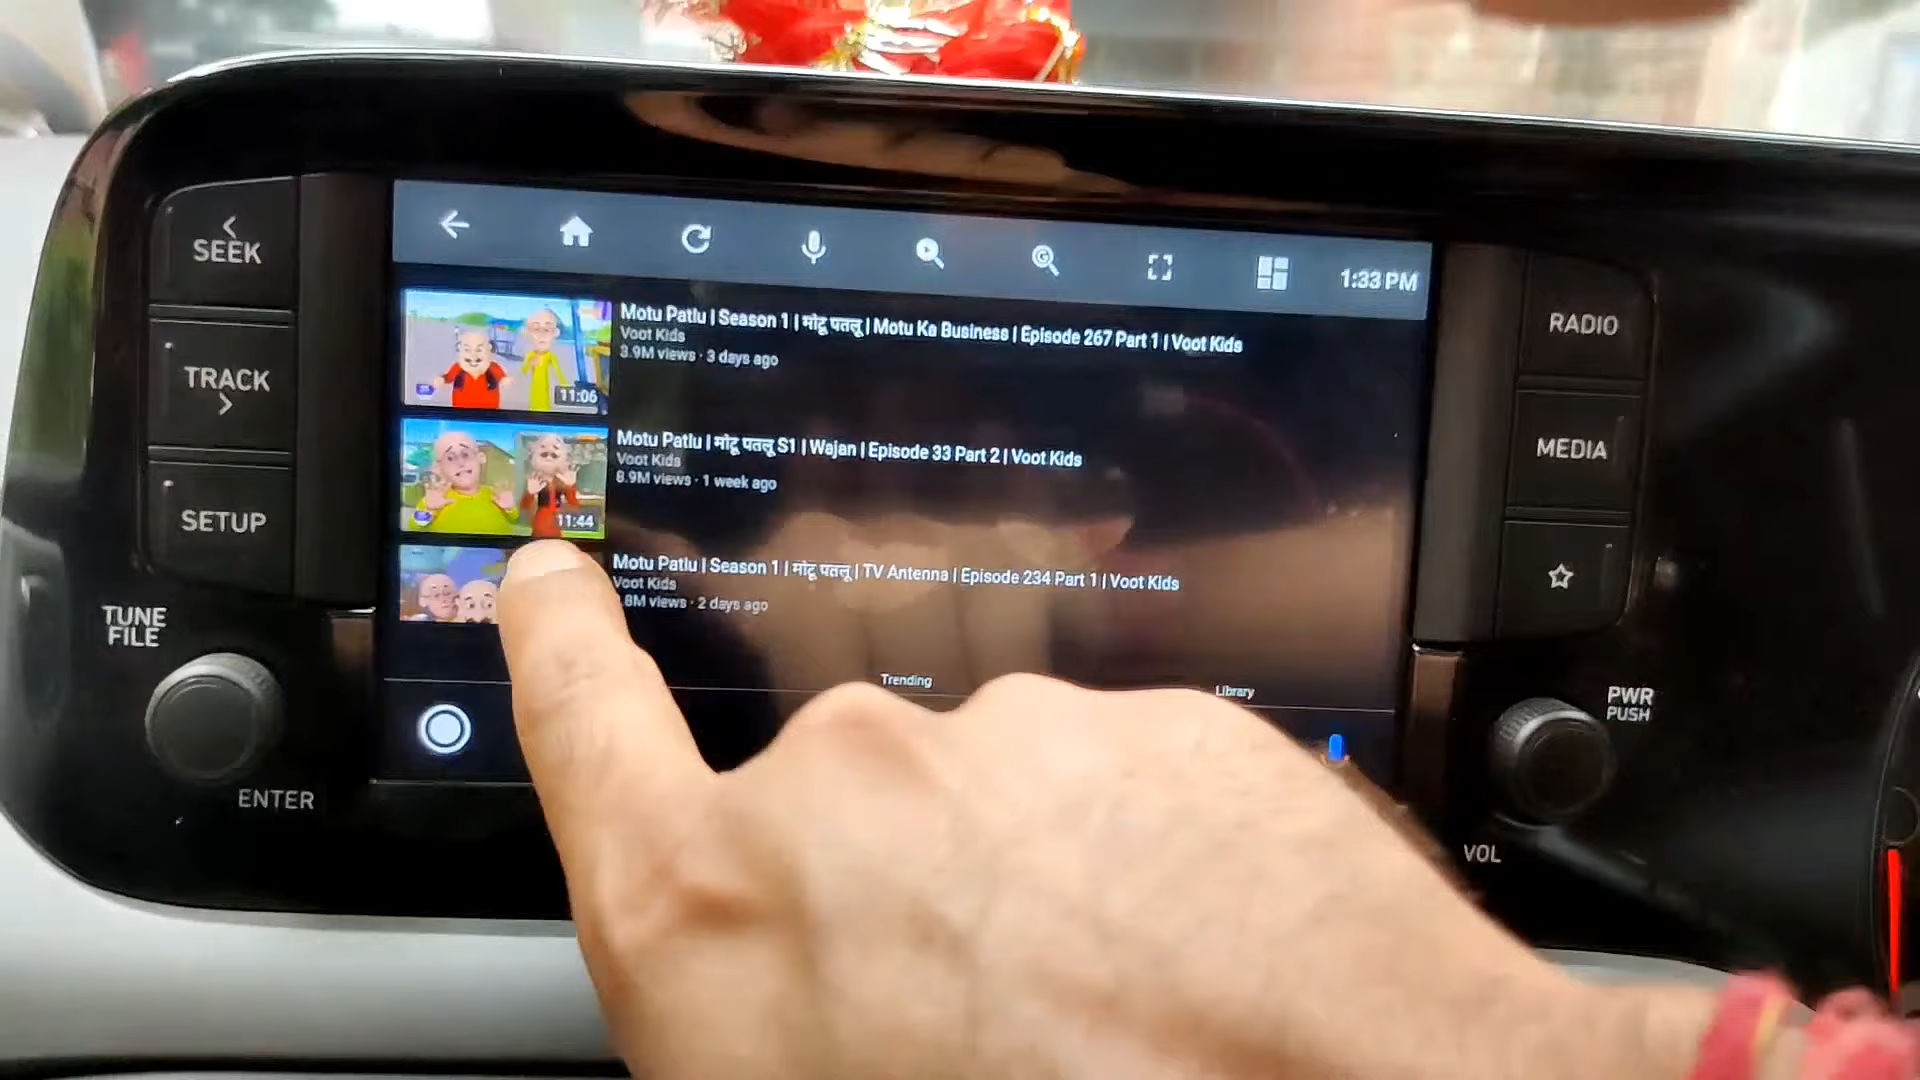 SEEK
TRACK
SETUP
TUNE
FILE
ENTER
1:33 PM
Motu Patlu | Season 1 | मोटू पतलू | Motu Ka Business | Episode 267 Part 1 | Voot Kids
Voot Kids
3.9M views · 3 days ago
11:06
Motu Patlu | मोटू पतलू S1 | Wajan | Episode 33 Part 2 | Voot Kids
Voot Kids
8.9M views · 1 week ago
11:44
Motu Patlu | Season 1 | मोटू पतलू | TV Antenna | Episode 234 Part 1 | Voot Kids
Voot Kids
.8M views · 2 days ago
Trending
Library
RADIO
MEDIA
PWR
PUSH
VOL